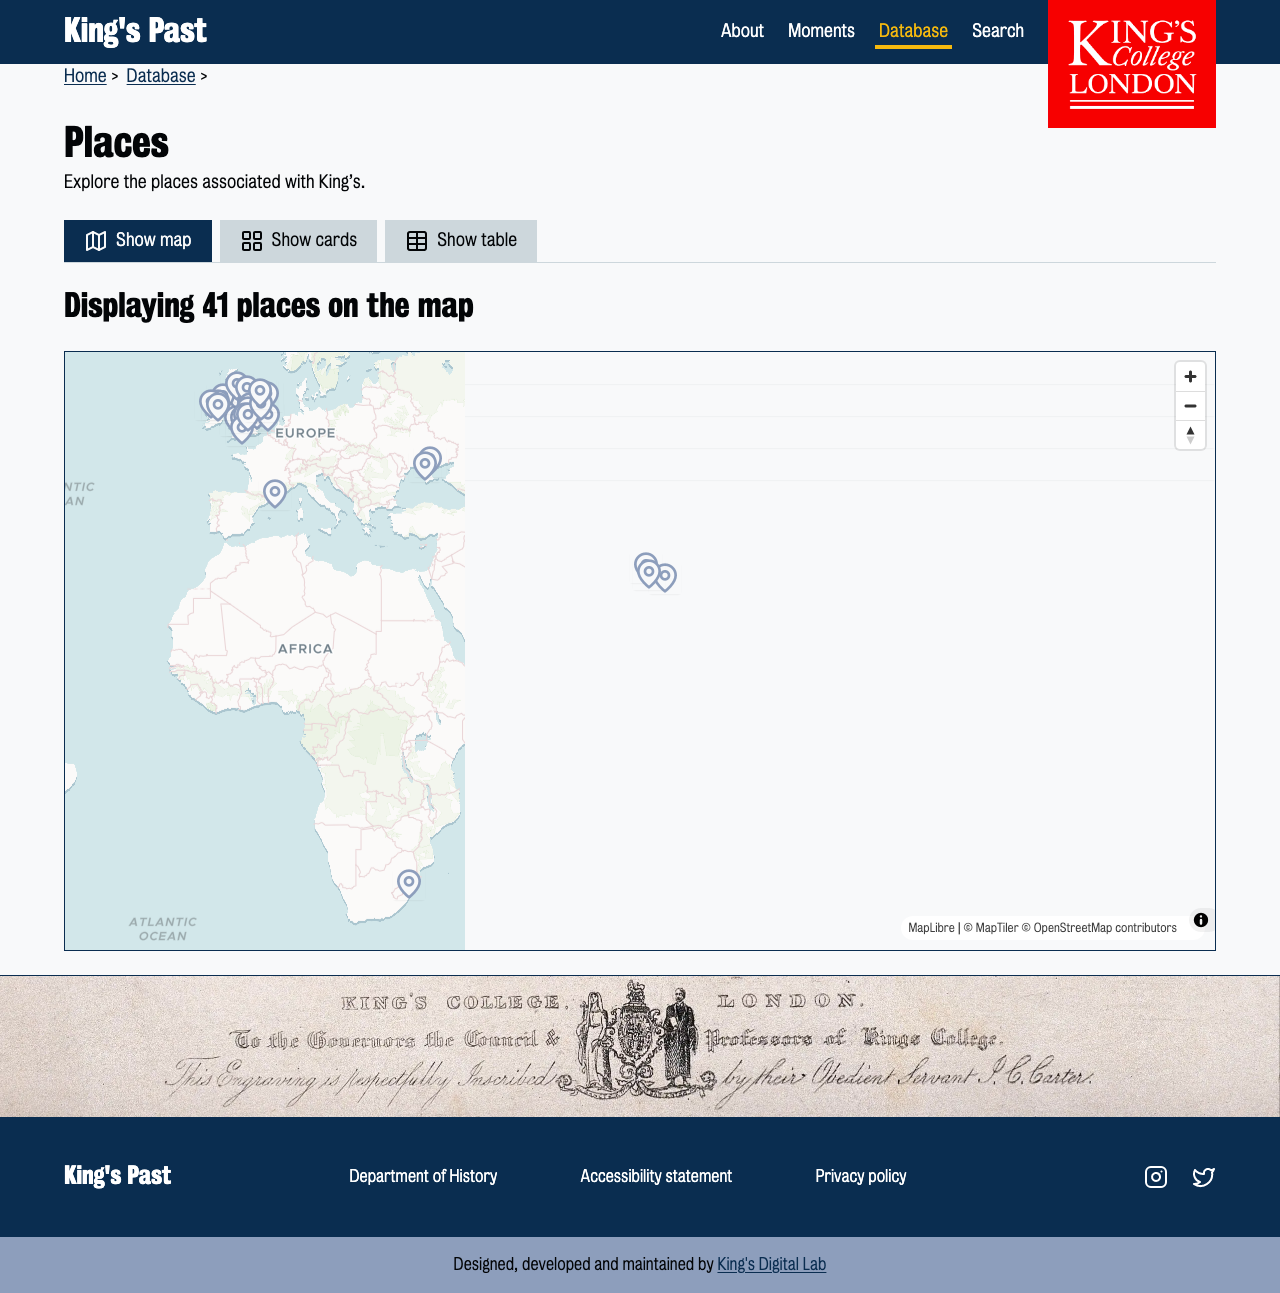 King's Past
About
Moments
Database
Search
KING'S
College
LONDON
Home > Database >
Places
Explore the places associated with King's.
Show map
Show cards
Show table
Displaying 41 places on the map
EUROPE
NTIC
AN
AFRICA
ATLANTIC
OCEAN
MapLibre | © MapTiler © OpenStreetMap contributors
KING'S COLLEGE, LONDON.
To the Governors the Council & Professors of Kings College.
This Engraving is respectfully Inscribed by their Obedient Servant J. C. Carter.
King's Past
Department of History
Accessibility statement
Privacy policy
Designed, developed and maintained by King's Digital Lab